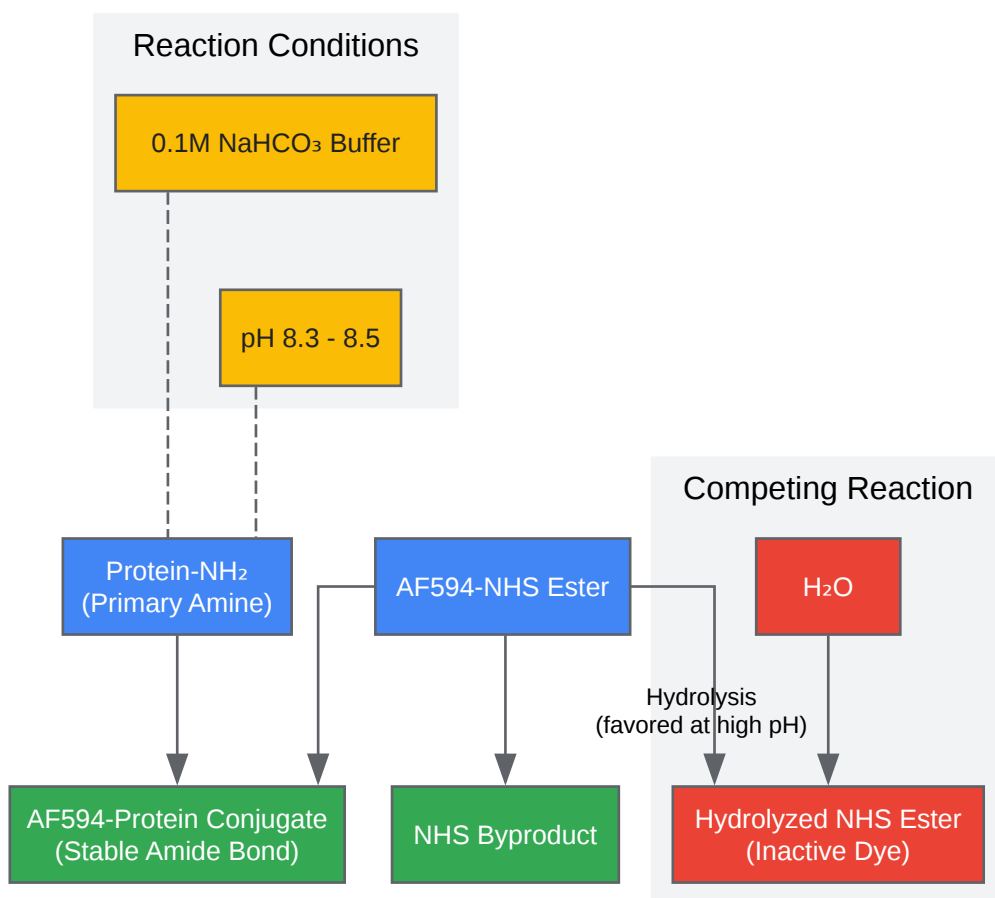 Reaction Conditions
0.1M NaHCO₃ Buffer
pH 8.3 - 8.5
Competing Reaction
Protein-NH₂
(Primary Amine)
AF594-NHS Ester
H₂O
Hydrolysis
(favored at high pH)
AF594-Protein Conjugate
(Stable Amide Bond)
NHS Byproduct
Hydrolyzed NHS Ester
(Inactive Dye)